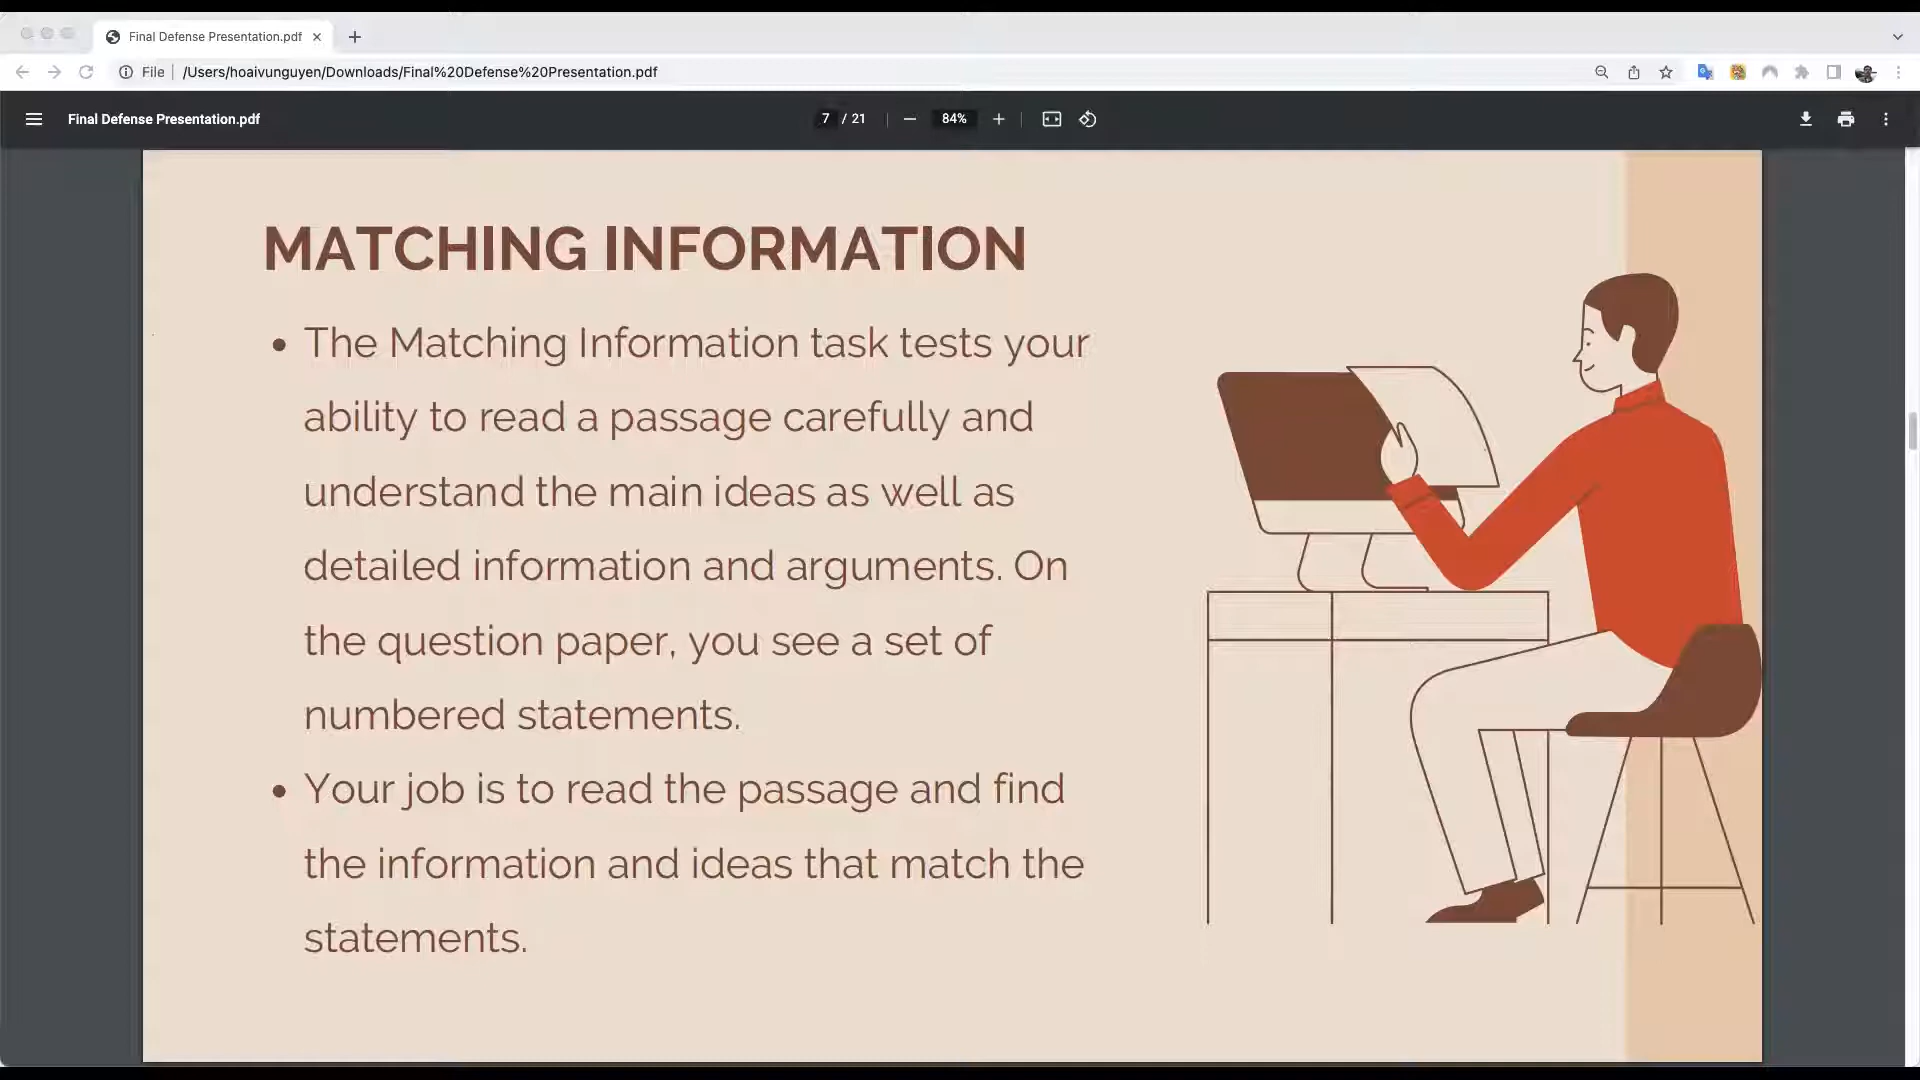 Final Defense Presentation.pdf
File
/Users/hoaivunguyen/Downloads/Final%20Defense%20Presentation.pdf
Final Defense Presentation.pdf
7 / 21
84%
MATCHING INFORMATION
• The Matching Information task tests your
ability to read a passage carefully and
understand the main ideas as well as
detailed information and arguments. On
the question paper, you see a set of
numbered statements.
• Your job is to read the passage and find
the information and ideas that match the
statements.